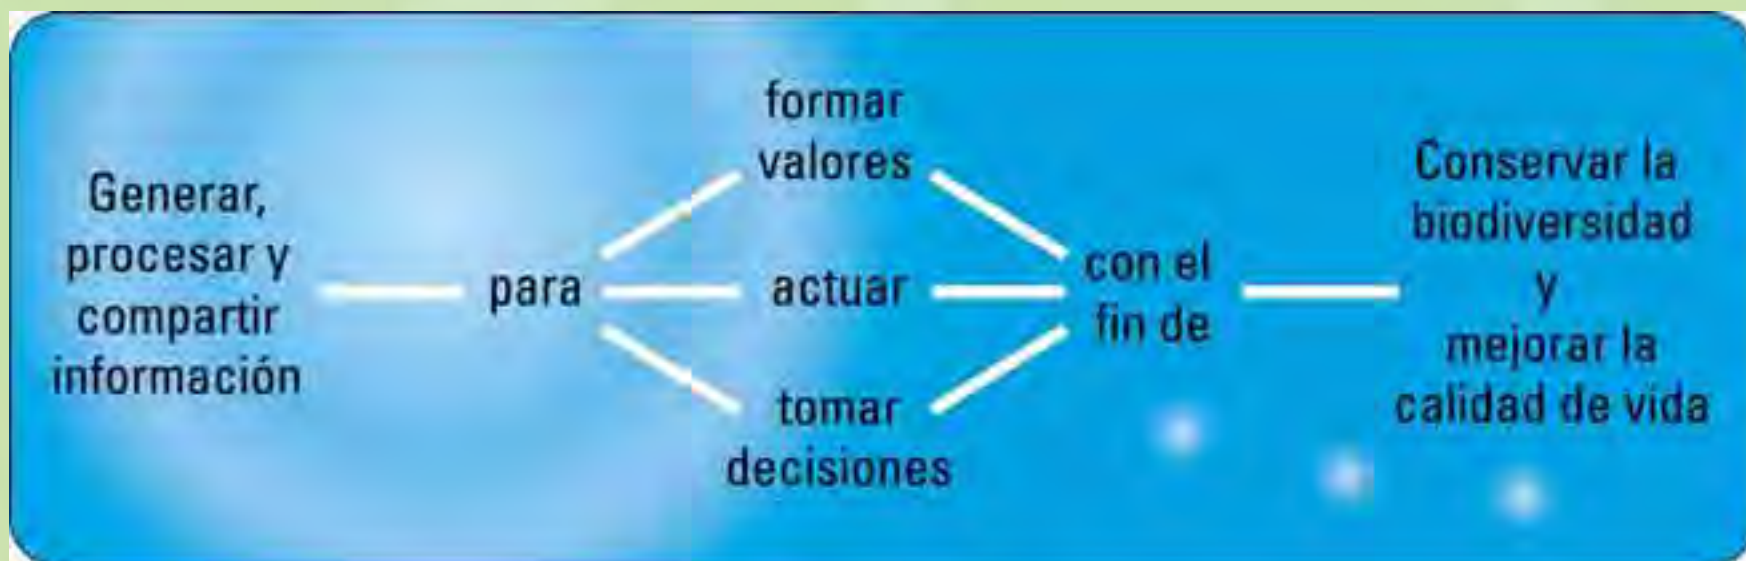 Generar,
procesar y
compartir
información
para
formar
valores
actuar
tomar
decisiones
con el
fin de
Conservar la
biodiversidad
y
mejorar la
calidad de vida